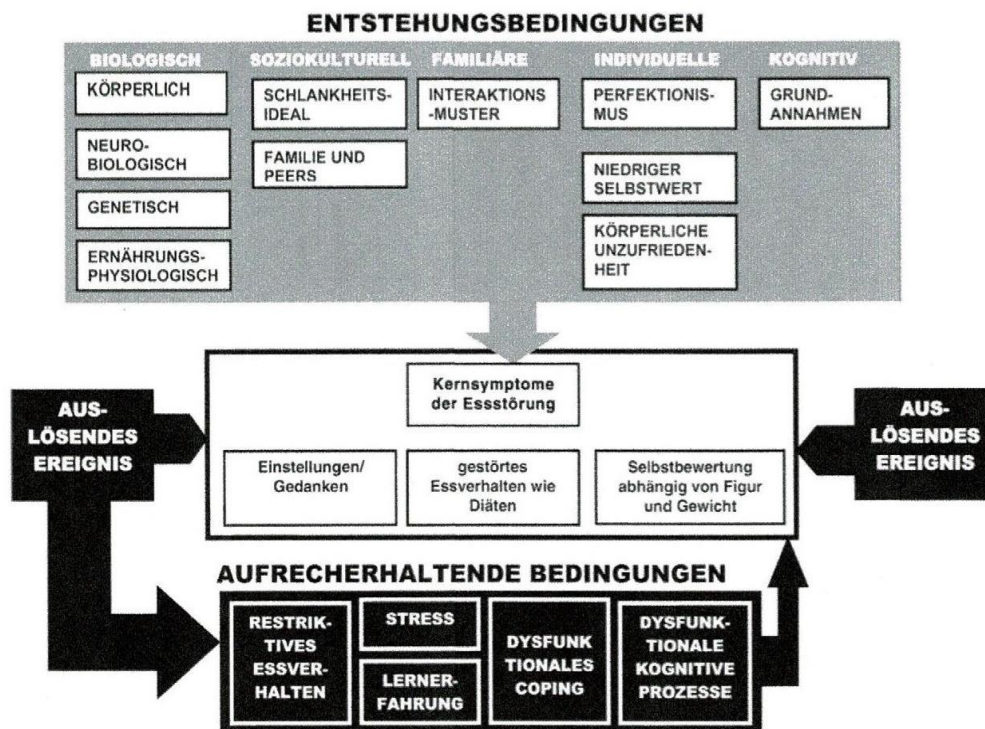 ENTSTEHUNGSBEDINGUNGEN
BIOLOGISCH
KÖRPERLICH
NEURO-
BIOLOGISCH
GENETISCH
ERNÄHRUNGS-
PHYSIOLOGISCH
SOZIOKULTURELL
SCHLANKHEITS-
IDEAL
FAMILIE UND
PEERS
FAMILIÄRE
INTERAKTIONS
-MUSTER
INDIVIDUELLE
PERFEKTIONIS-
MUS
NIEDRIGER
SELBSTWERT
KÖRPERLICHE
UNZUFRIEDEN-
HEIT
KOGNITIV
GRUND-
ANNAHMEN
AUS-
LÖSENDES
EREIGNIS
Kernsymptome
der Essstörung
Einstellungen/
Gedanken
gestörtes
Essverhalten wie
Diäten
Selbstbewertung
abhängig von Figur
und Gewicht
AUS-
LÖSENDES
EREIGNIS
AUFRECHERHALTENDE BEDINGUNGEN
RESTRIK-
TIVES
ESSVER-
HALTEN
STRESS
LERNER-
FAHRUNG
DYSFUNK
TIONALES
COPING
DYSFUNK-
TIONALE
KOGNITIVE
PROZESSE